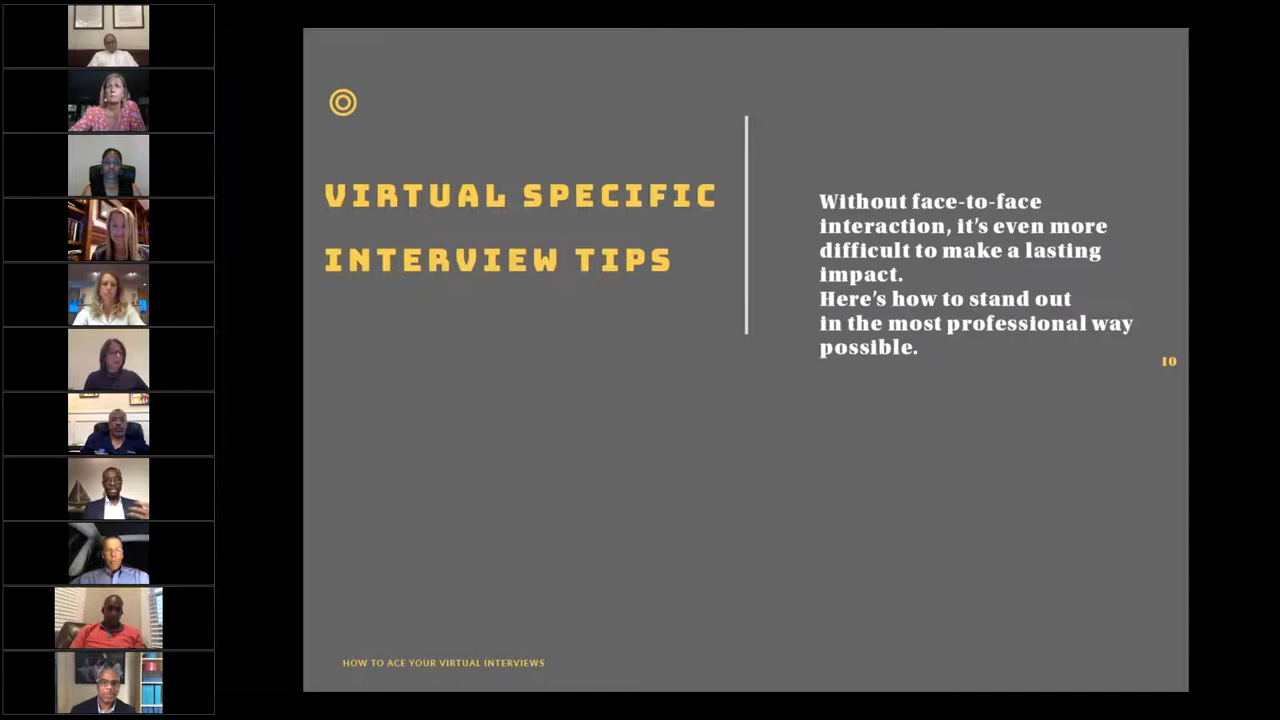 VIRTUAL SPECIFIC
INTERVIEW TIPS
Without face-to-face
interaction, it’s even more
difficult to make a lasting
impact.
Here’s how to stand out
in the most professional way
possible.
10
HOW TO ACE YOUR VIRTUAL INTERVIEWS